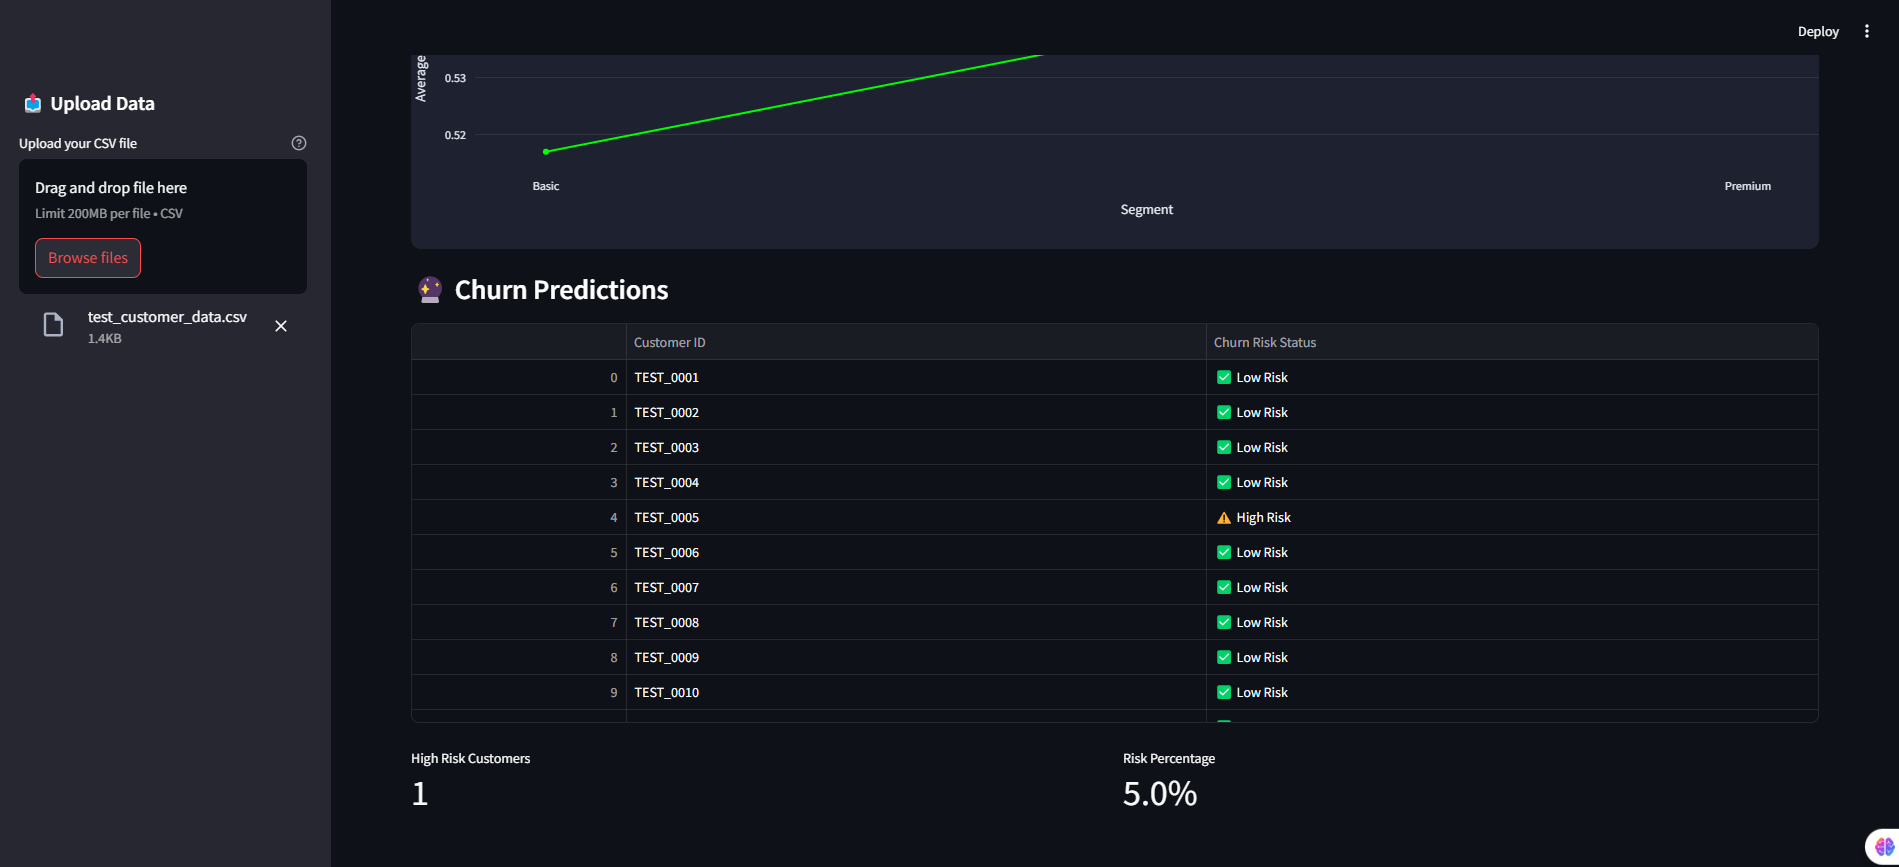 Deploy
Upload Data
Upload your CSV file
Drag and drop file here
Limit 200MB per file • CSV
Browse files
test_customer_data.csv
1.4KB
Average
0.53
0.52
Basic
Premium
Segment
Churn Predictions
Customer ID Churn Risk Status
0 TEST_0001 Low Risk
1 TEST_0002 Low Risk
2 TEST_0003 Low Risk
3 TEST_0004 Low Risk
4 TEST_0005 High Risk
5 TEST_0006 Low Risk
6 TEST_0007 Low Risk
7 TEST_0008 Low Risk
8 TEST_0009 Low Risk
9 TEST_0010 Low Risk
High Risk Customers
1
Risk Percentage
5.0%